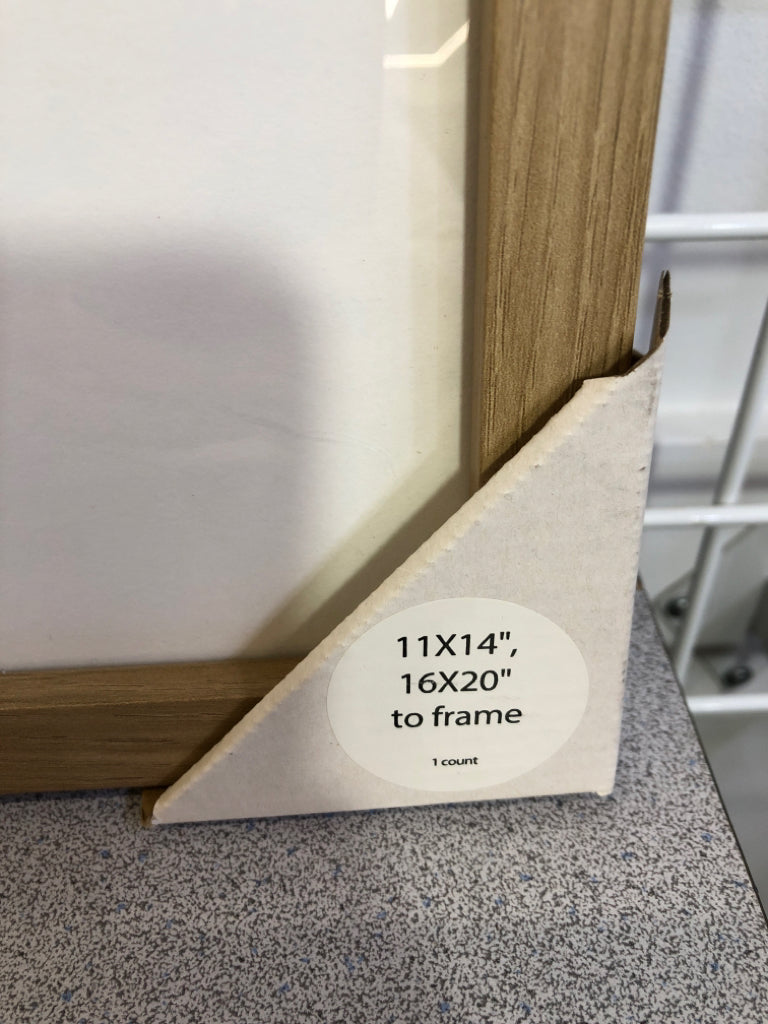 11X14",
16X20"
to frame
1 count